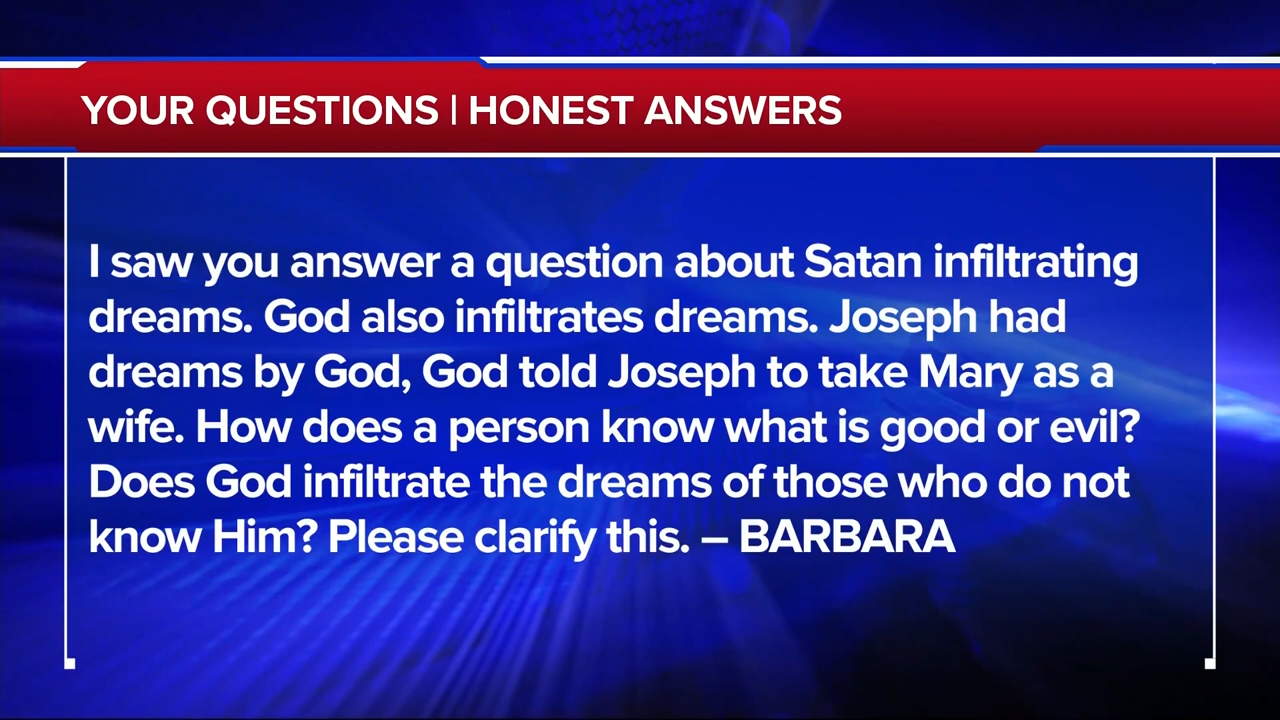 YOUR QUESTIONS | HONEST ANSWERS
I saw you answer a question about Satan infiltrating
dreams. God also infiltrates dreams. Joseph had
dreams by God, God told Joseph to take Mary as a
wife. How does a person know what is good or evil?
Does God infiltrate the dreams of those who do not
know Him? Please clarify this. – BARBARA